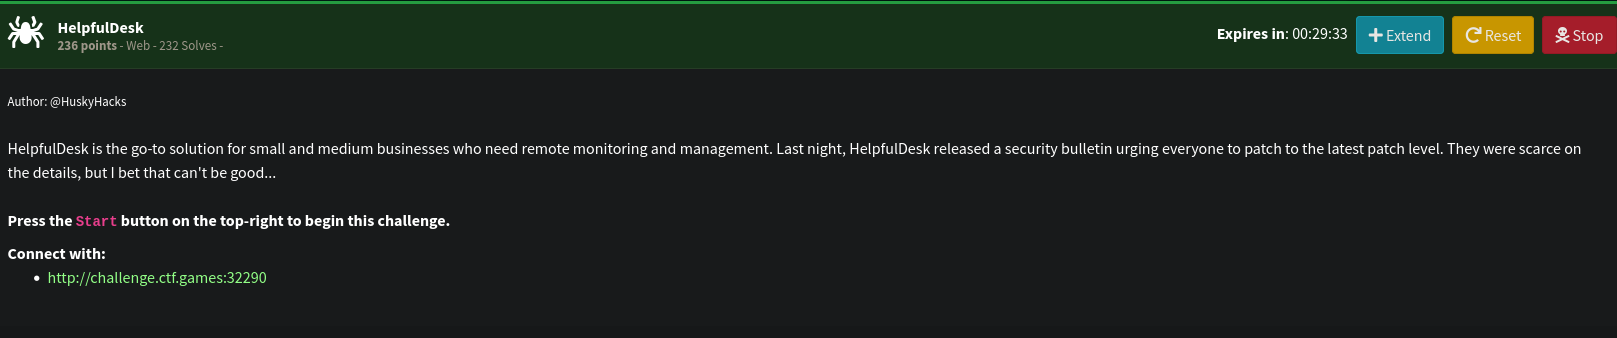 HelpfulDesk
236 points - Web - 232 Solves -
Expires in: 00:29:33
Extend
Reset
Stop
Author: @HuskyHacks
HelpfulDesk is the go-to solution for small and medium businesses who need remote monitoring and management. Last night, HelpfulDesk released a security bulletin urging everyone to patch to the latest patch level. They were scarce on
the details, but I bet that can't be good...
Press the Start button on the top-right to begin this challenge.
Connect with:
• http://challenge.ctf.games:32290